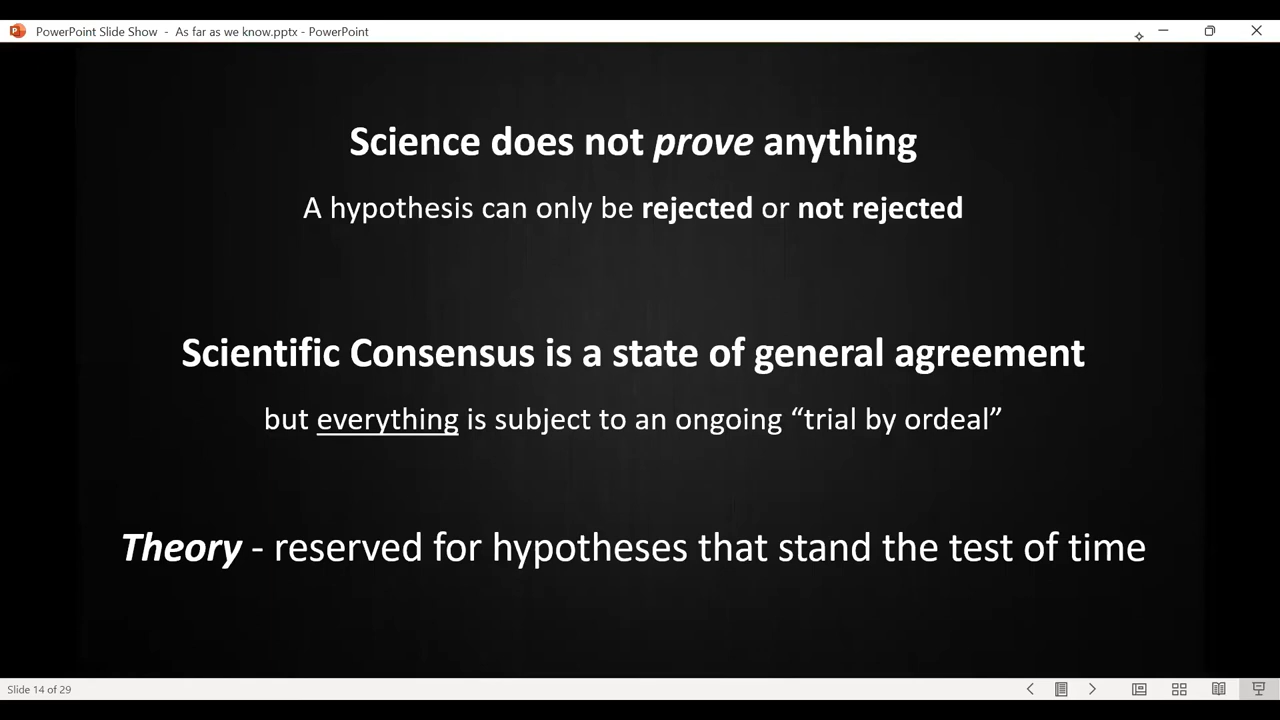 PowerPoint Slide Show - As far as we know.pptx - PowerPoint
Science does not prove anything
A hypothesis can only be rejected or not rejected
Scientific Consensus is a state of general agreement
but everything is subject to an ongoing “trial by ordeal”
Theory - reserved for hypotheses that stand the test of time
Slide 14 of 29